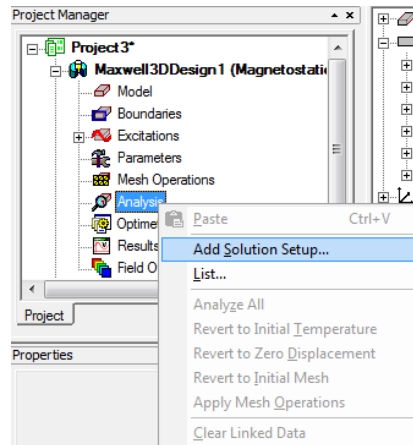 Project Manager
Project3*
Maxwell3DDesign1 (Magnetostati
Model
Boundaries
Excitations
Parameters
Mesh Operations
Analysis
Optime
Results
Field O
Project
Properties
Paste Ctrl+V
Add Solution Setup...
List...
Analyze All
Revert to Initial Temperature
Revert to Zero Displacement
Revert to Initial Mesh
Apply Mesh Operations
Clear Linked Data